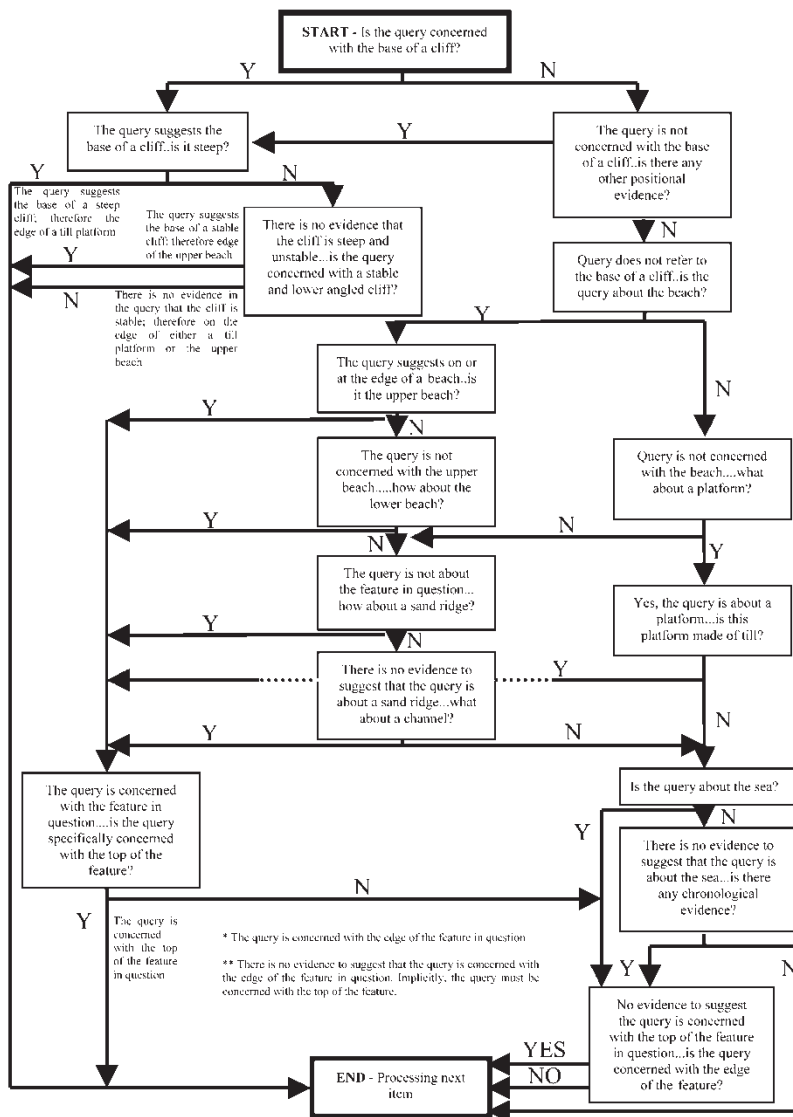 START - Is the query concerned
with the base of a cliff?
Y
N
The query suggests the
base of a cliff..is it steep?
Y
The query is not
concerned with the base
of a cliff..is there any
other positional
evidence?
Y
N
The query suggests
the base of a steep
cliff; therefore the
edge of a till platform
The query suggests
the base of a stable
cliff; therefore edge
of the upper beach
There is no evidence that
the cliff is steep and
unstable...is the query
concerned with a stable
and lower angled cliff?
N
Y
N
Query does not refer to
the base of a cliff..is the
query about the beach?
There is no evidence in
the query that the cliff is
stable; therefore on the
edge of either a till
platform or the upper
beach
Y
The query suggests on or
at the edge of a beach..is
it the upper beach?
N
Y
N
The query is not
concerned with the upper
beach.....how about the
lower beach?
Query is not concerned
with the beach....what
about a platform?
Y
N
N
Y
The query is not about
the feature in question...
how about a sand ridge?
Yes, the query is about a
platform...is this
platform made of till?
Y
N
There is no evidence to
suggest that the query is
about a sand ridge...what
about a channel?
Y
N
Y
N
The query is concerned
with the feature in
question....is the query
specifically concerned
with the top of the
feature?
Is the query about the sea?
Y
N
There is no evidence to
suggest that the query is
about the sea...is there
any chronological
evidence?
N
Y
The query is
concerned
with the top
of the feature
in question
* The query is concerned with the edge of the feature in question
** There is no evidence to suggest that the query is concerned with
the edge of the feature in question. Implicitly, the query must be
concerned with the top of the feature.
Y
N
No evidence to suggest
the query is concerned
with the top of the feature
in question...is the query
concerned with the edge
of the feature?
YES
NO
END - Processing next
item